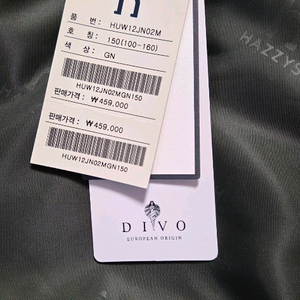 n
품 번 : HUW12JN02M
호 칭 : 150(100-160)
색 상 : GN
판매가격 : ₩459,000
HUW12JN02MGN150
판매가격 : ₩459,000
HUW12JN02MGN150
HAZZYS
DIVO
EUROPEAN ORIGIN